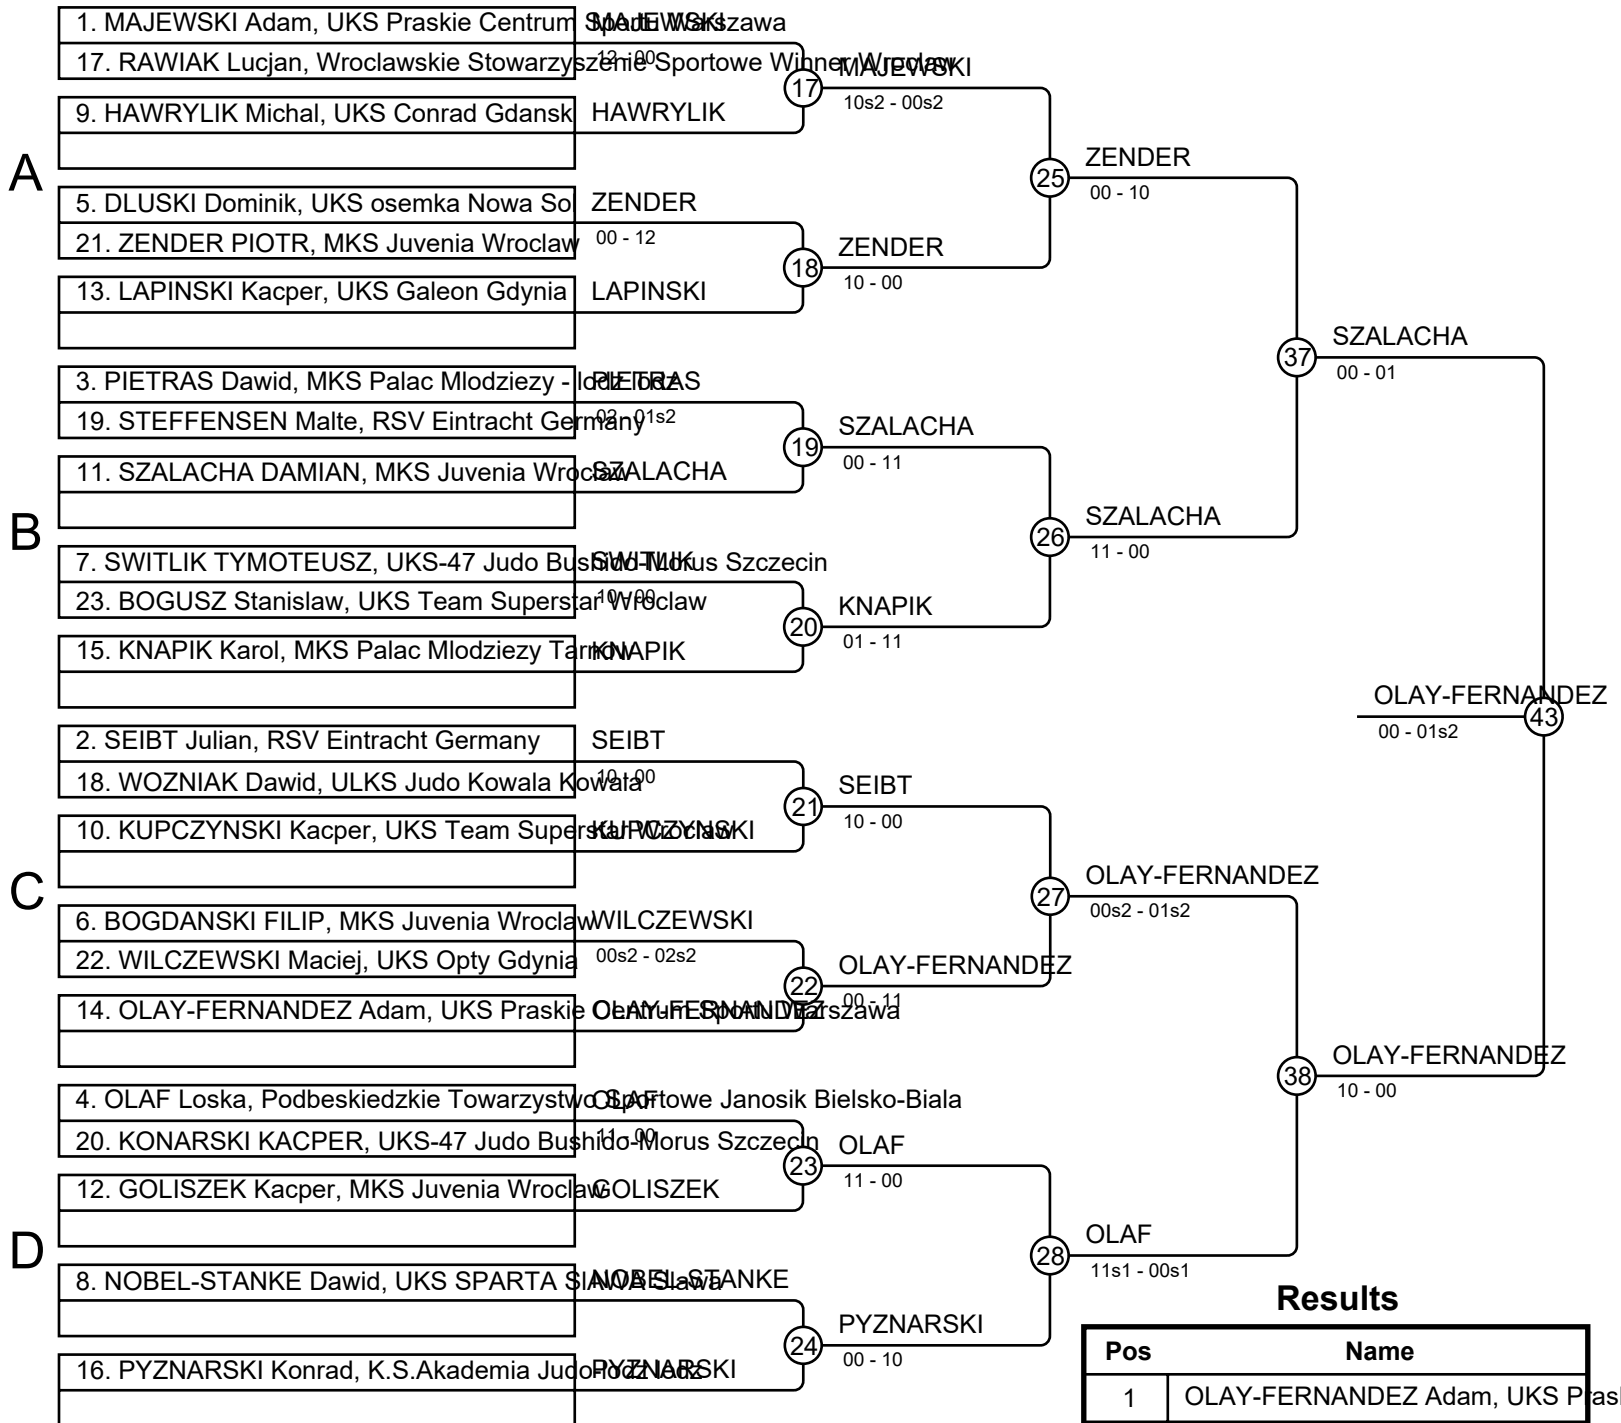 1. MAJEWSKI Adam, UKS Praskie Centrum Sportu Warszawa
MAJEWSKI
12 - 00
17. RAWIAK Lucjan, Wroclawskie Stowarzyszenie Sportowe Winner Wroclaw
17
MAJEWSKI
10s2 - 00s2
9. HAWRYLIK Michal, UKS Conrad Gdansk
HAWRYLIK
A
25
ZENDER
00 - 10
5. DLUSKI Dominik, UKS osemka Nowa Sol
ZENDER
00 - 12
21. ZENDER PIOTR, MKS Juvenia Wroclaw
18
ZENDER
10 - 00
13. LAPINSKI Kacper, UKS Galeon Gdynia
LAPINSKI
37
SZALACHA
00 - 01
3. PIETRAS Dawid, MKS Palac Mlodziezy - lodz lodz
PIETRAS
02 - 01s2
19. STEFFENSEN Malte, RSV Eintracht Germany
19
SZALACHA
00 - 11
11. SZALACHA DAMIAN, MKS Juvenia Wroclaw
SZALACHA
B
26
SZALACHA
11 - 00
7. SWITLIK TYMOTEUSZ, UKS-47 Judo Bushido-Morus Szczecin
SWITLIK
10 - 00
23. BOGUSZ Stanislaw, UKS Team Superstar Wroclaw
20
KNAPIK
01 - 11
15. KNAPIK Karol, MKS Palac Mlodziezy Tarnow
KNAPIK
OLAY-FERNANDEZ
43
00 - 01s2
2. SEIBT Julian, RSV Eintracht Germany
SEIBT
10 - 00
18. WOZNIAK Dawid, ULKS Judo Kowala Kowala
21
SEIBT
10 - 00
10. KUPCZYNSKI Kacper, UKS Team Superstar Wroclaw
KUPCZYNSKI
C
27
OLAY-FERNANDEZ
00s2 - 01s2
6. BOGDANSKI FILIP, MKS Juvenia Wroclaw
WILCZEWSKI
00s2 - 02s2
22. WILCZEWSKI Maciej, UKS Opty Gdynia
22
OLAY-FERNANDEZ
00 - 11
14. OLAY-FERNANDEZ Adam, UKS Praskie Centrum Sportu Warszawa
OLAY-FERNANDEZ
38
OLAY-FERNANDEZ
10 - 00
4. OLAF Loska, Podbeskiedzkie Towarzystwo Sportowe Janosik Bielsko-Biala
OLAF
11 - 00
20. KONARSKI KACPER, UKS-47 Judo Bushido-Morus Szczecin
23
OLAF
11 - 00
12. GOLISZEK Kacper, MKS Juvenia Wroclaw
GOLISZEK
D
28
OLAF
11s1 - 00s1
8. NOBEL-STANKE Dawid, UKS SPARTA SlAWA Slawa
NOBEL-STANKE
24
PYZNARSKI
00 - 10
16. PYZNARSKI Konrad, K.S.Akademia Judo-lodz lodz
PYZNARSKI
Results
Pos Name
1 OLAY-FERNANDEZ Adam, UKS Pras